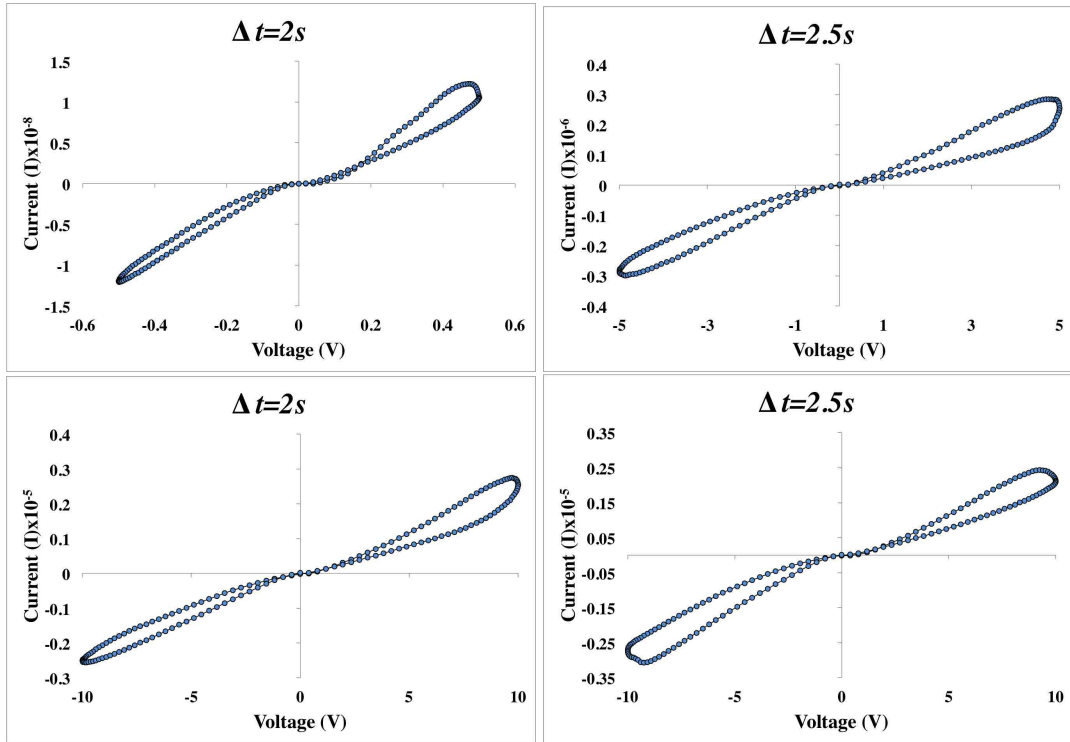 Δ t=2s
Current (I)x10-8
1.5
1
0.5
0
-0.5
-1
-1.5
-0.6 -0.4 -0.2 0 0.2 0.4 0.6
Voltage (V)
Δ t=2.5s
Current (I)x10-6
0.4
0.3
0.2
0.1
0
-0.1
-0.2
-0.3
-0.4
-5 -3 -1 1 3 5
Voltage (V)
Δ t=2s
Current (I)x10-5
0.4
0.3
0.2
0.1
0
-0.1
-0.2
-0.3
-10 -5 0 5 10
Voltage (V)
Δ t=2.5s
Current (I)x10-5
0.35
0.25
0.15
0.05
-0.05
-0.15
-0.25
-0.35
-10 -5 0 5 10
Voltage (V)